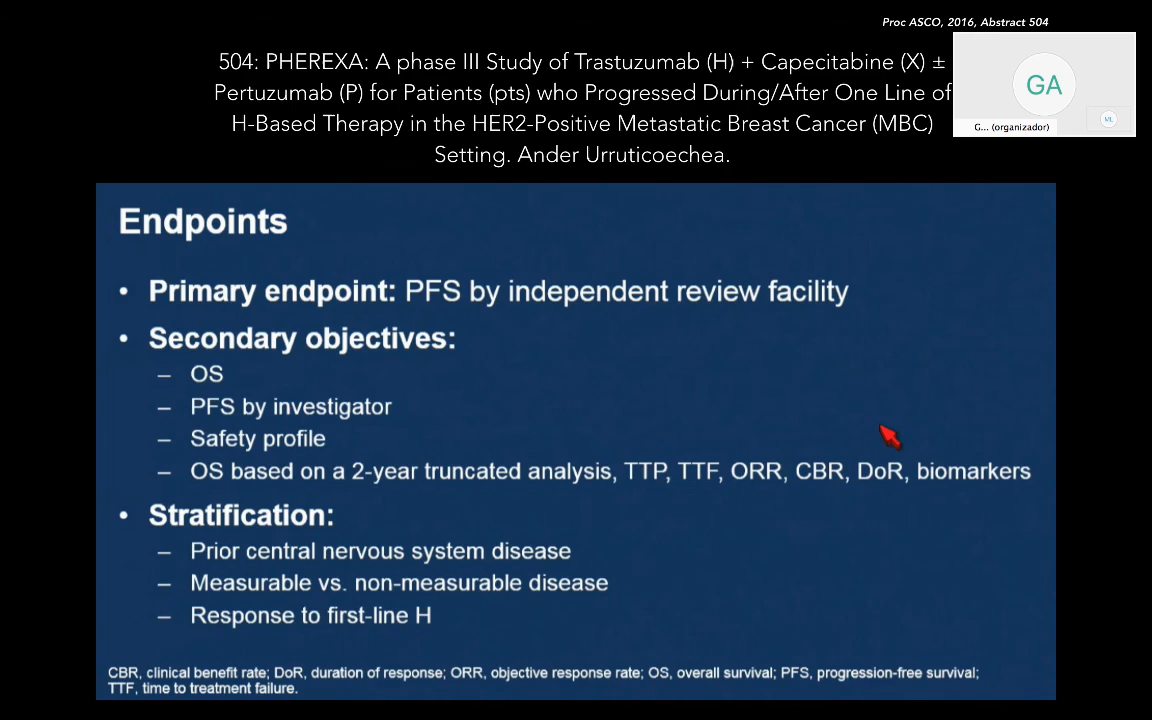 Proc ASCO, 2016, Abstract 504
504: PHEREXA: A phase III Study of Trastuzumab (H) + Capecitabine (X) ±
Pertuzumab (P) for Patients (pts) who Progressed During/After One Line of
H-Based Therapy in the HER2-Positive Metastatic Breast Cancer (MBC)
Setting. Ander Urruticoechea.
GA
G... (organizador)
ML
Endpoints
• Primary endpoint: PFS by independent review facility
• Secondary objectives:
– OS
– PFS by investigator
– Safety profile
– OS based on a 2-year truncated analysis, TTP, TTF, ORR, CBR, DoR, biomarkers
• Stratification:
– Prior central nervous system disease
– Measurable vs. non-measurable disease
– Response to first-line H
CBR, clinical benefit rate; DoR, duration of response; ORR, objective response rate; OS, overall survival; PFS, progression-free survival;
TTF, time to treatment failure.